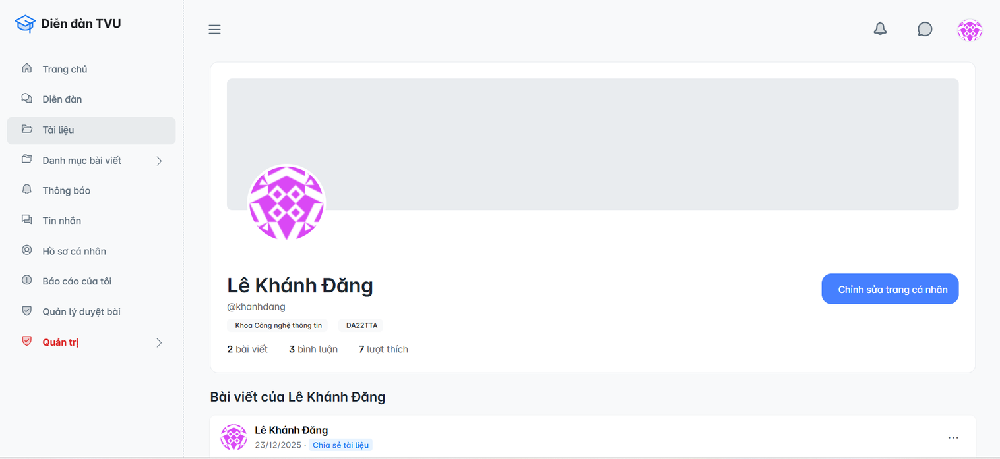 Diễn đàn TVU
Trang chủ
Diễn đàn
Tài liệu
Danh mục bài viết
Thông báo
Tin nhắn
Hồ sơ cá nhân
Báo cáo của tôi
Quản lý duyệt bài
Quản trị
Lê Khánh Đăng
@khanhdang
Khoa Công nghệ thông tin DA22TTA
2 bài viết 3 bình luận 7 lượt thích
Chỉnh sửa trang cá nhân
Bài viết của Lê Khánh Đăng
Lê Khánh Đăng
23/12/2025 · Chia sẻ tài liệu